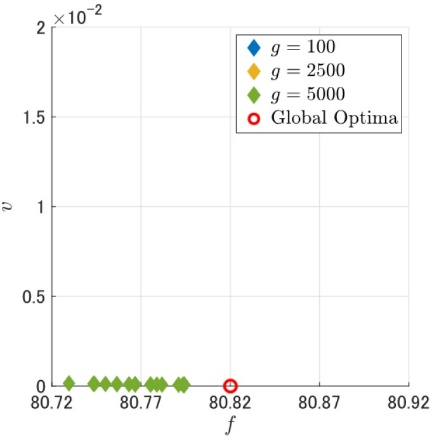 ×10⁻²
2
1.5
1
0.5
0
v
80.72 80.77 80.82 80.87 80.92
f
g = 100
g = 2500
g = 5000
Global Optima